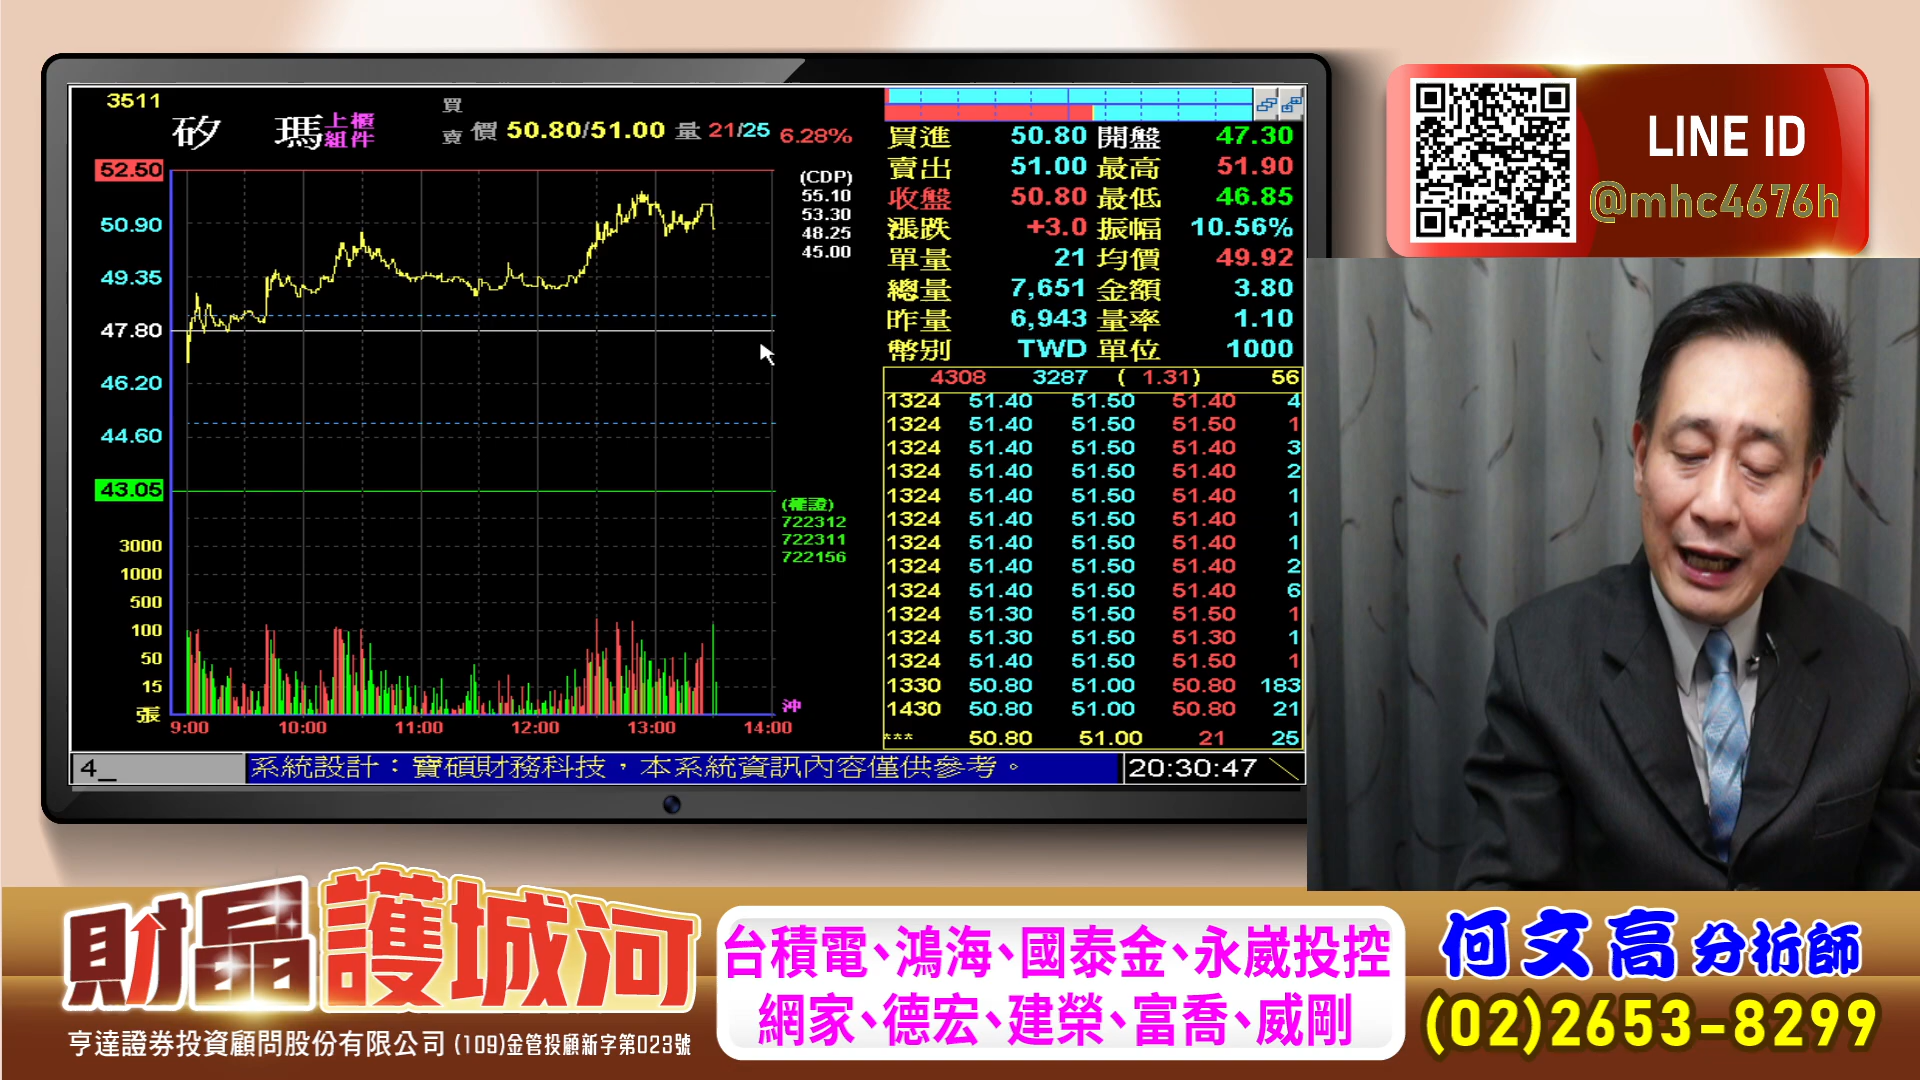 3511
矽 瑪
上櫃
組件
買
賣 價 50.80/51.00 量 21/25 6.28%
52.50
50.90
49.35
47.80
46.20
44.60
43.05
3000
1000
500
100
50
15
張
9:00 10:00 11:00 12:00 13:00 14:00
(CDP)
55.10
53.30
48.25
45.00
(權證)
722312
722311
722156
沖
買進 50.80 開盤 47.30
賣出 51.00 最高 51.90
收盤 50.80 最低 46.85
漲跌 +3.0 振幅 10.56%
單量 21 均價 49.92
總量 7,651 金額 3.80
昨量 6,943 量率 1.10
幣別 TWD 單位 1000
4308 3287 ( 1.31) 56
1324 51.40 51.50 51.40 4
1324 51.40 51.50 51.50 1
1324 51.40 51.50 51.40 3
1324 51.40 51.50 51.40 2
1324 51.40 51.50 51.40 1
1324 51.40 51.50 51.40 1
1324 51.40 51.50 51.40 1
1324 51.40 51.50 51.40 2
1324 51.40 51.50 51.40 6
1324 51.30 51.50 51.50 1
1324 51.30 51.50 51.30 1
1324 51.40 51.50 51.50 1
1330 50.80 51.00 50.80 183
1430 50.80 51.00 50.80 21
*** 50.80 51.00 21 25
4_ 系統設計：寶碩財務科技，本系統資訊內容僅供參考。 20:30:47
LINE ID
@mhc4676h
財晶護城河
亨達證券投資顧問股份有限公司 (109)金管投顧新字第023號
台積電、鴻海、國泰金、永崴投控
網家、德宏、建榮、富喬、威剛
何文高 分析師
(02)2653-8299